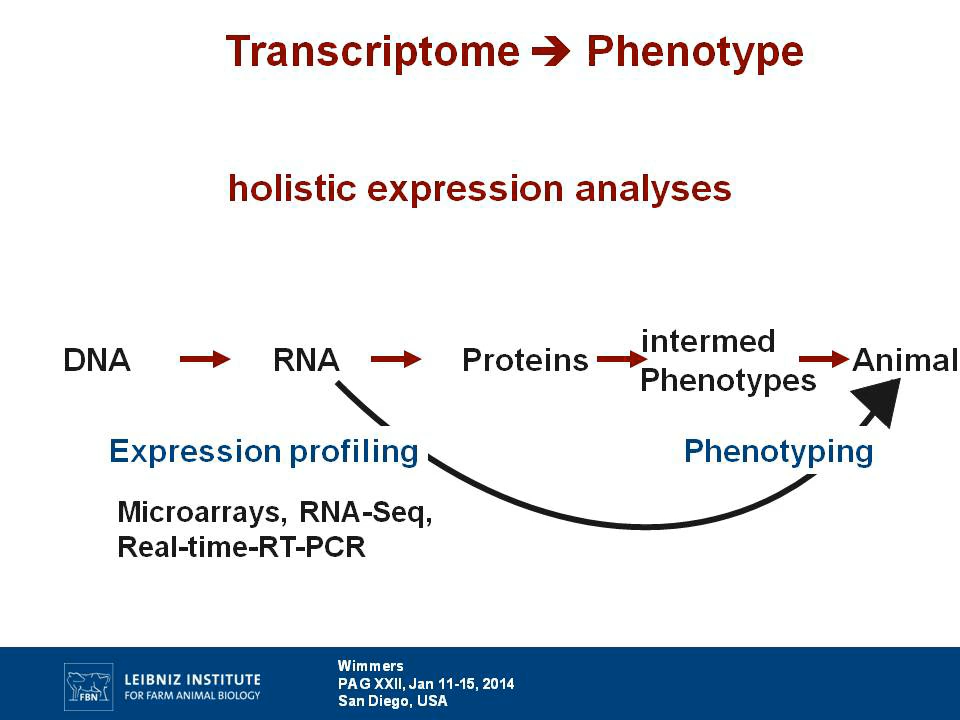 Transcriptome ➔ Phenotype
holistic expression analyses
DNA RNA Proteins intermed Phenotypes Animal
Expression profiling Phenotyping
Microarrays, RNA-Seq,
Real-time-RT-PCR
FBN
LEIBNIZ INSTITUTE
FOR FARM ANIMAL BIOLOGY
Wimmers
PAG XXII, Jan 11-15, 2014
San Diego, USA